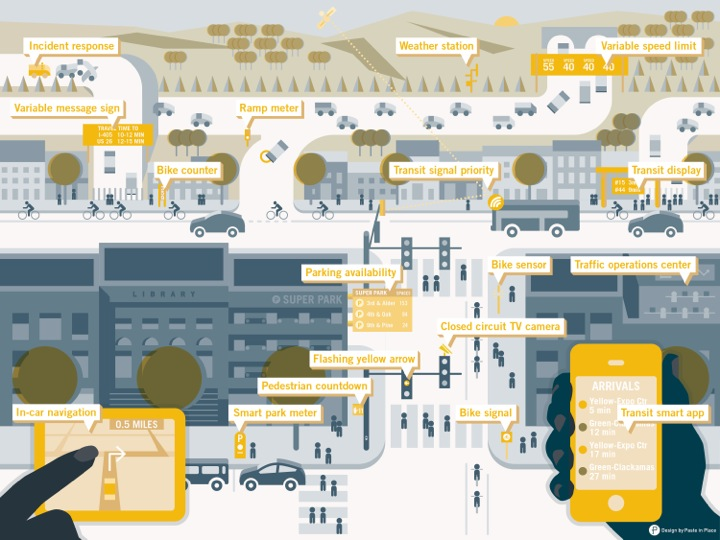 Incident response
Weather station
Variable speed limit
SPEED SPEED SPEED SPEED
55 40 40 40
Variable message sign
Ramp meter
TRAVEL TIME TO
I-405 10-12 MIN
US 26 12-15 MIN
Bike counter
Transit signal priority
Transit display
#15
#44
Bike sensor
Traffic operations center
Parking availability
LIBRARY
P SUPER PARK
SUPER PARK SPACES
P 3rd & Alder
P 4th & Oak
P 9th & Pine
Closed circuit TV camera
Flashing yellow arrow
Pedestrian countdown
ARRIVALS
Yellow-Expo Ctr
5 min
In-car navigation
Smart park meter
Bike signal
Transit smart app
0.5 MILES
P
12 min
Yellow-Expo Ctr
17 min
Green-Clackamas
27 min
P Design by Paste in Place